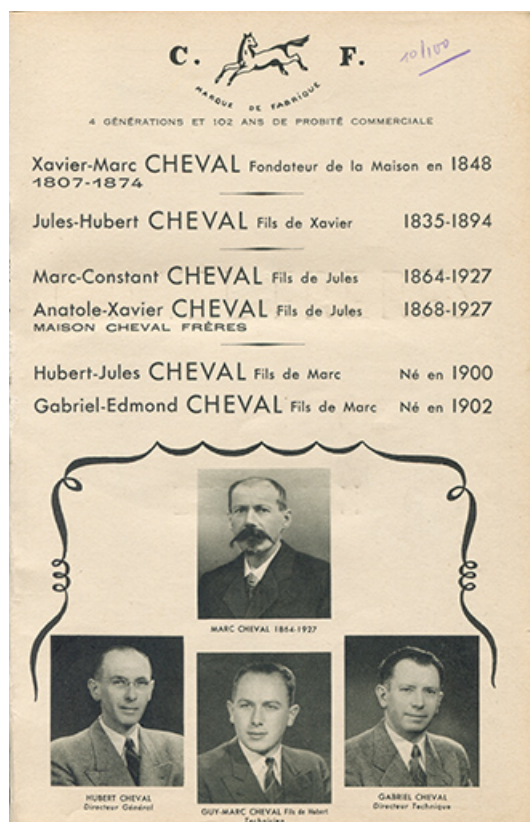 C. F.
10/100
MARQUE DE FABRIQUE
4 GÉNÉRATIONS ET 102 ANS DE PROBITÉ COMMERCIALE
Xavier-Marc CHEVAL Fondateur de la Maison en 1848
1807-1874
Jules-Hubert CHEVAL Fils de Xavier 1835-1894
Marc-Constant CHEVAL Fils de Jules 1864-1927
Anatole-Xavier CHEVAL Fils de Jules 1868-1927
MAISON CHEVAL FRÈRES
Hubert-Jules CHEVAL Fils de Marc Né en 1900
Gabriel-Edmond CHEVAL Fils de Marc Né en 1902
MARC CHEVAL 1864-1927
HUBERT CHEVAL
Directeur Général
GUY-MARC CHEVAL Fils de Hubert
Technicien
GABRIEL CHEVAL
Directeur Technique